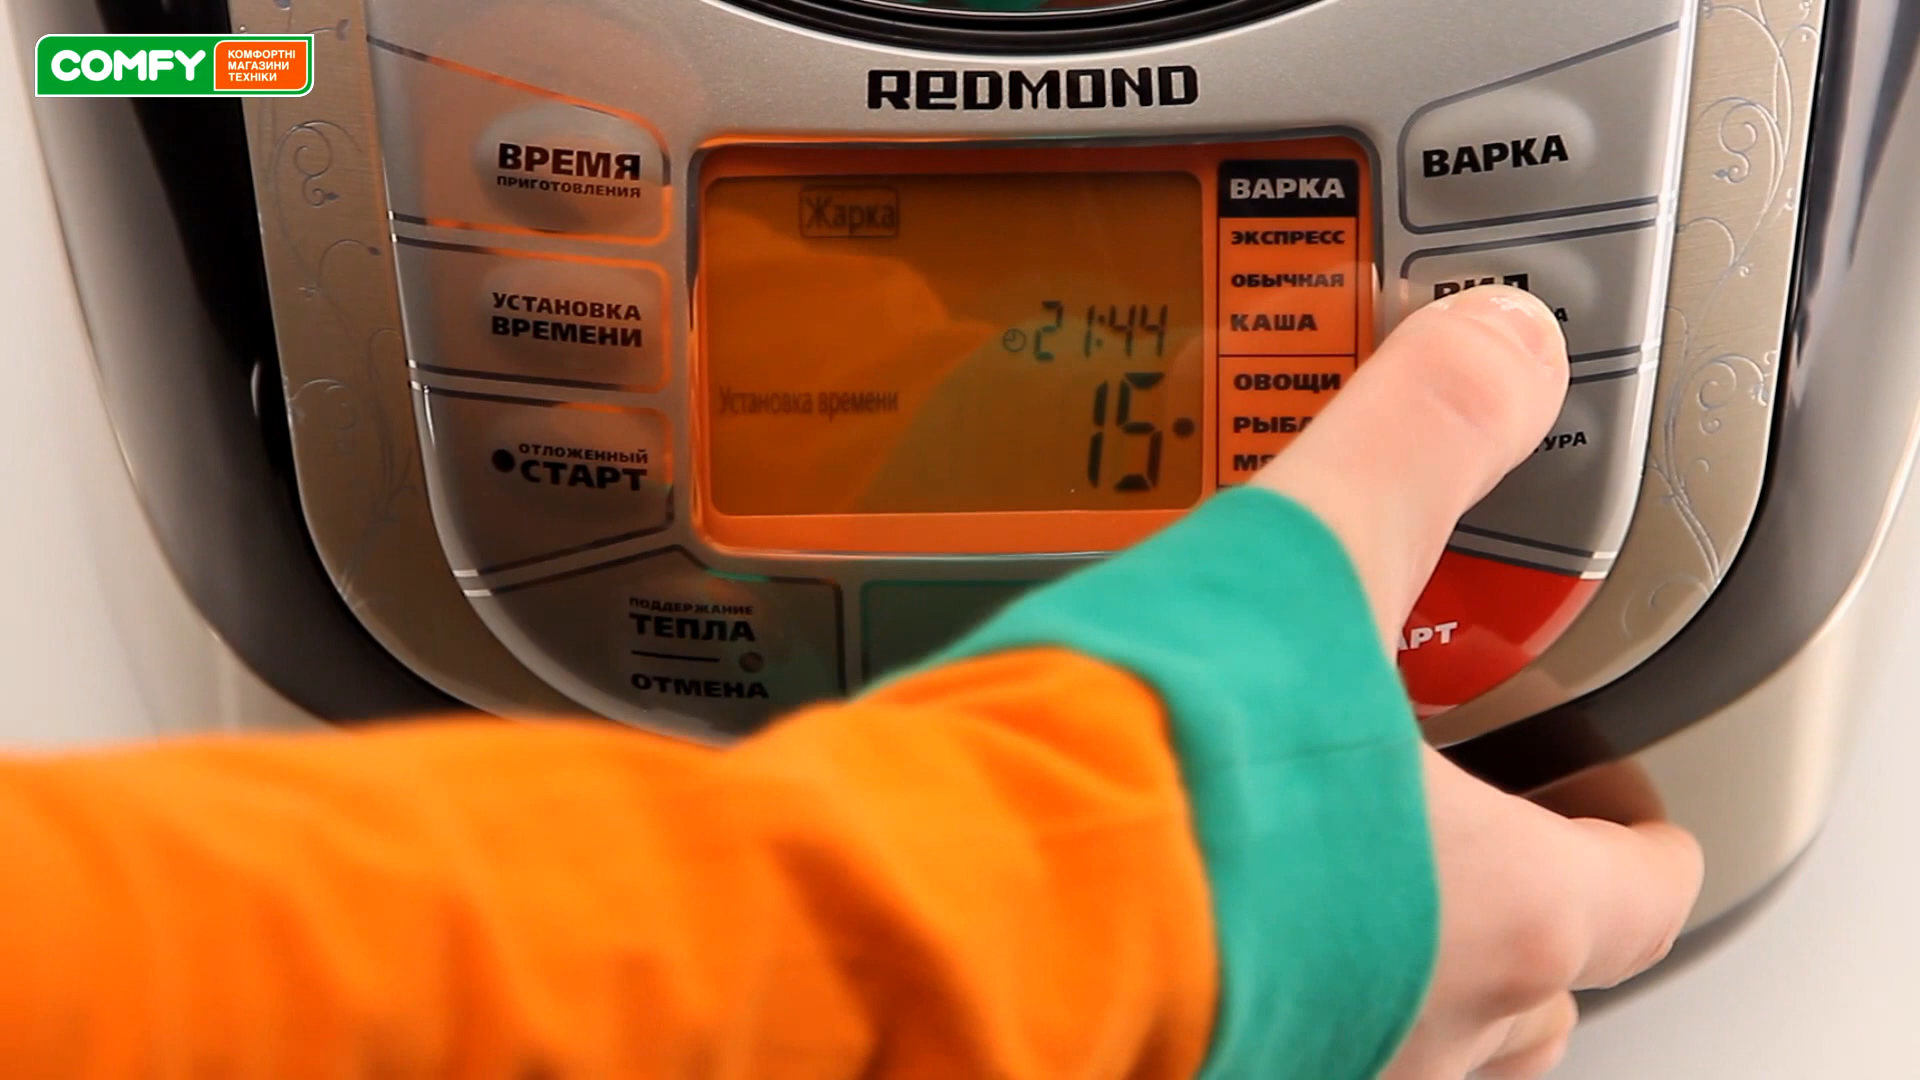 COMFY
КОМФОРТНІ
МАГАЗИНИ
ТЕХНІКИ
REDMOND
ВРЕМЯ
ПРИГОТОВЛЕНИЯ
УСТАНОВКА
ВРЕМЕНИ
ОТЛОЖЕННЫЙ
СТАРТ
ПОДДЕРЖАНИЕ
ТЕПЛА
ОТМЕНА
Жарка
21:44
Установка времени
15
ВАРКА
ЭКСПРЕСС
ОБЫЧНАЯ
КАША
ОВОЩИ
ВАРКА
ВИД